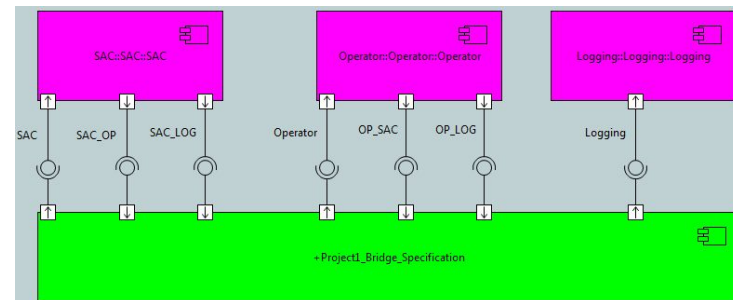 SAC::SAC::SAC
Operator::Operator::Operator
Logging::Logging::Logging
SAC
SAC_OP
SAC_LOG
Operator
OP_SAC
OP_LOG
Logging
+Project1_Bridge_Specification